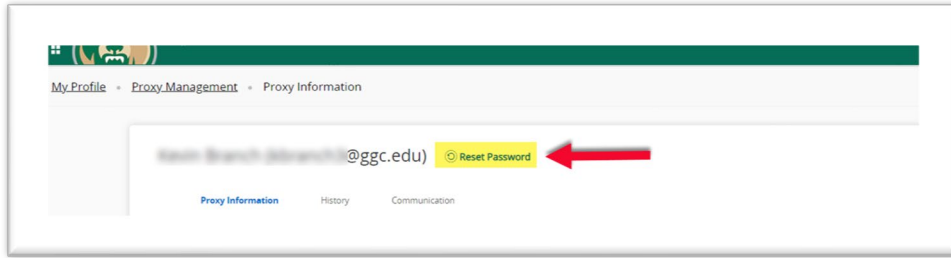 My Profile • Proxy Management • Proxy Information
@ggc.edu) Reset Password
Proxy Information History Communication